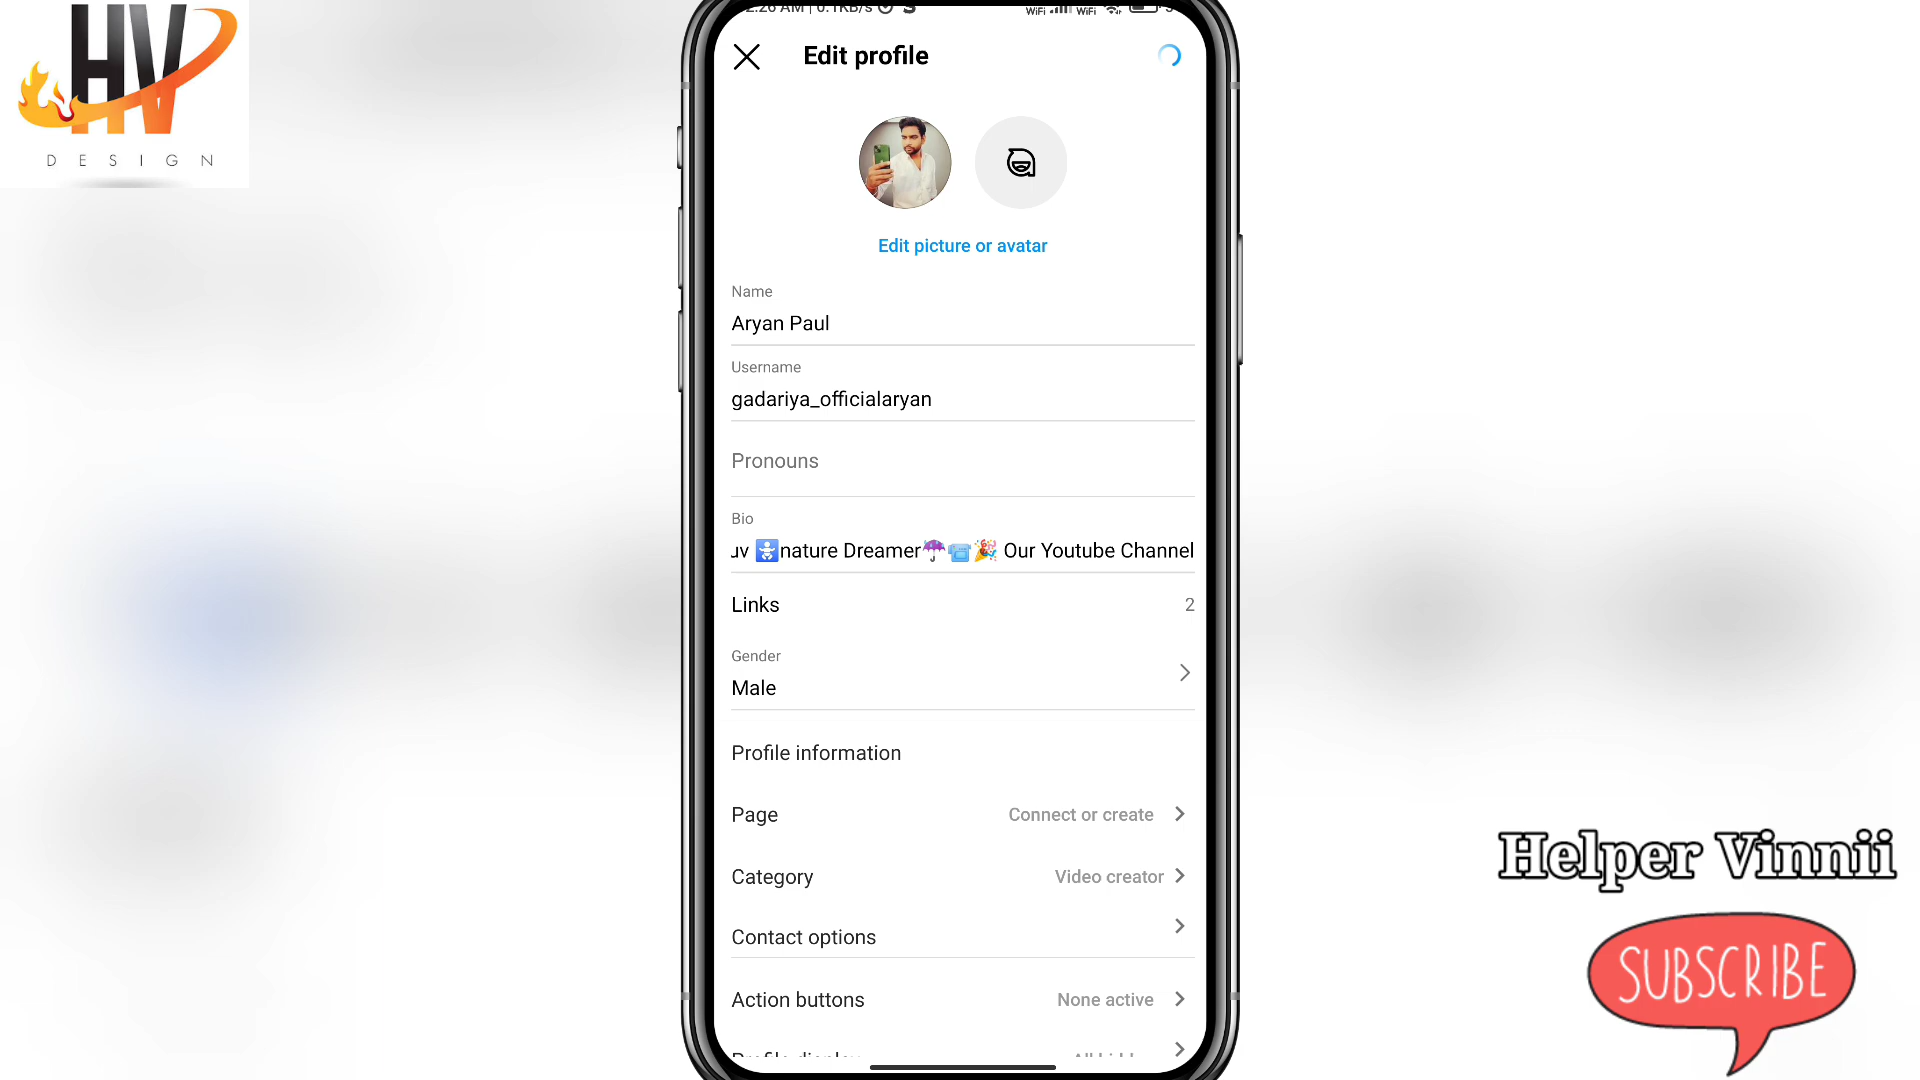 HV
DESIGN
Edit profile
Edit picture or avatar
Name
Aryan Paul
Username
gadariya_officialaryan
Pronouns
Bio
nature Dreamer☂️🎉 Our Youtube Channel
Links 2
Gender
Male
Profile information
Page Connect or create
Category Video creator
Contact options
Action buttons None active
Helper Vinnii
SUBSCRIBE